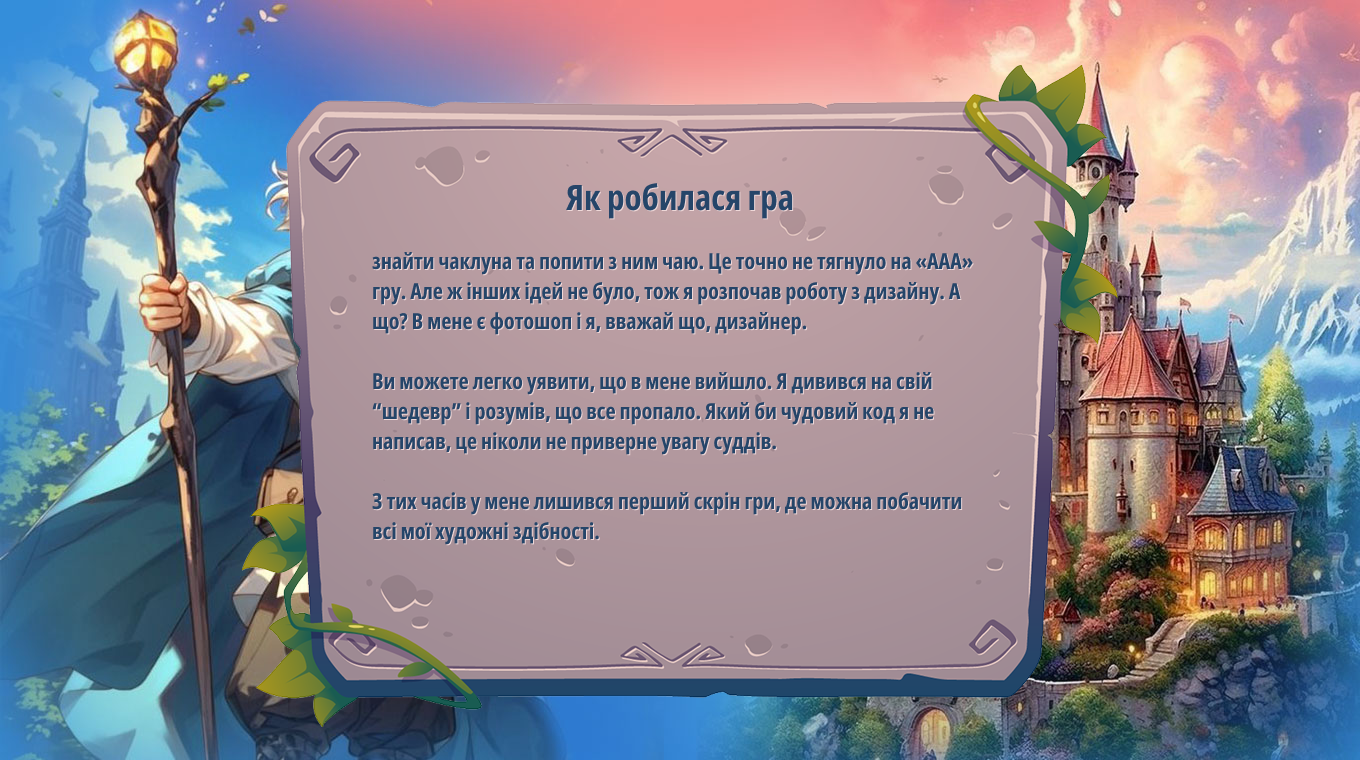 Як робилася гра
знайти чаклуна та попити з ним чаю. Це точно не тягнуло на «ААА»
гру. Але ж інших ідей не було, тож я розпочав роботу з дизайну. А
що? В мене є фотошоп і я, вважай що, дизайнер.
Ви можете легко уявити, що в мене вийшло. Я дивився на свій
“шедевр” і розумів, що все пропало. Який би чудовий код я не
написав, це ніколи не приверне увагу суддів.
З тих часів у мене лишився перший скрін гри, де можна побачити
всі мої художні здібності.